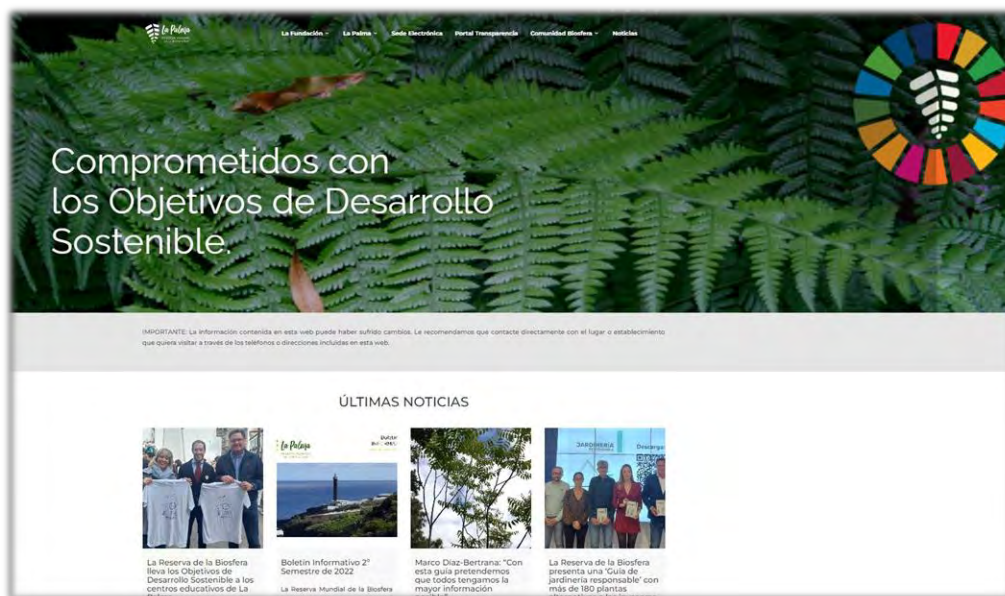 La Palma
La Fundación
La Palma
Sede Electrónica
Portal Transparencia
Comunidad Biosfera
Noticias
Comprometidos con
los Objetivos de Desarrollo
Sostenible.
IMPORTANTE: La información contenida en esta web puede haber sufrido cambios. Le recomendamos que contacte directamente con el lugar o establecimiento
que quiera visitar a través de los teléfonos o direcciones incluidas en esta web.
ÚLTIMAS NOTICIAS
La Palma
JARDINERÍA
Descarga
La Reserva de la Biosfera
lleva los Objetivos de
Desarrollo Sostenible a los
centros educativos de La
Boletín Informativo 2º
Semestre de 2022
La Reserva Mundial de la Biosfera
Marco Díaz-Bertrana: "Con
esta guía pretendemos
que todos tengamos la
mayor información
La Reserva de la Biosfera
presenta una 'Guía de
jardinería responsable' con
más de 180 plantas